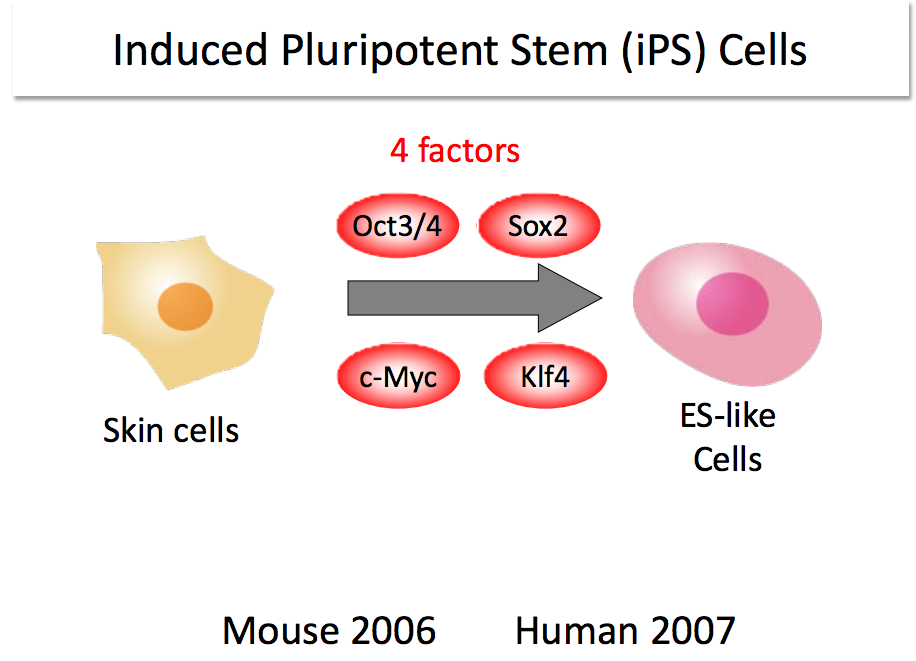 Induced Pluripotent Stem (iPS) Cells
4 factors
Oct3/4 Sox2
c-Myc Klf4
Skin cells
ES-like
Cells
Mouse 2006 Human 2007